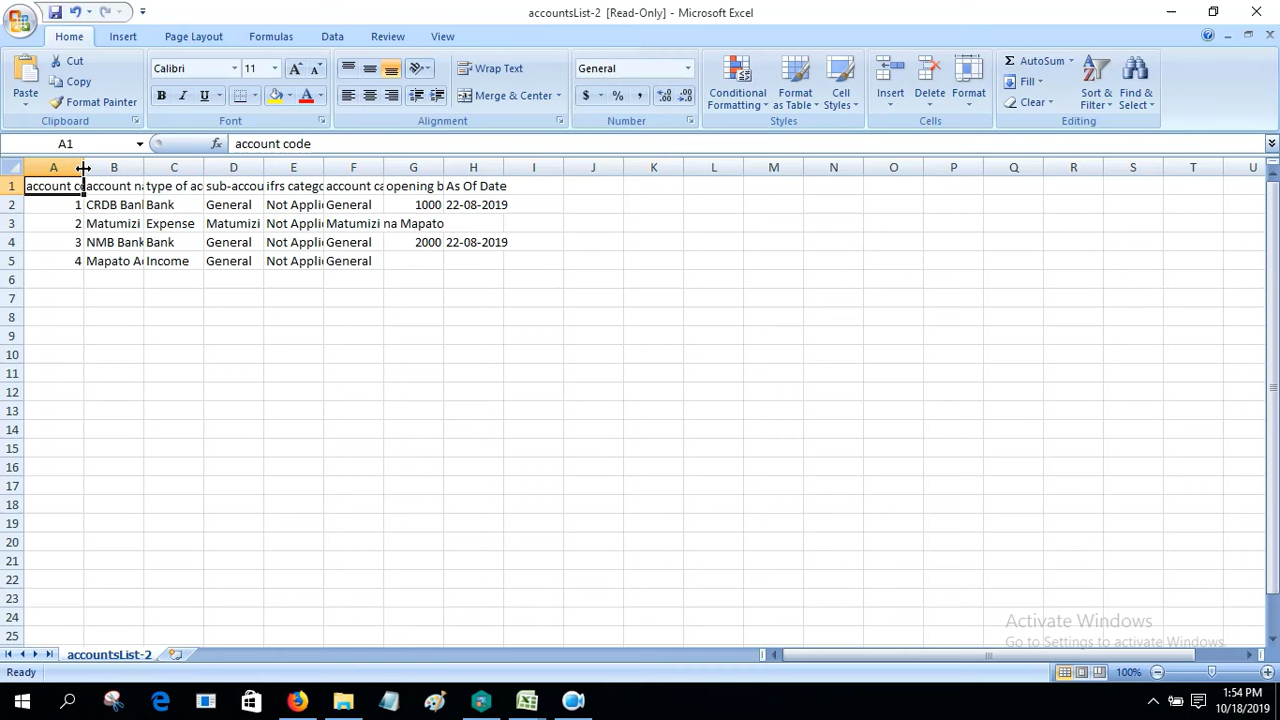 accountsList-2 [Read-Only] - Microsoft Excel
Home Insert Page Layout Formulas Data Review View
Paste
Cut
Copy
Format Painter
Clipboard
Calibri 11
B I U
Font
Wrap Text
Merge & Center
Alignment
General
$ % ,
Number
Conditional Formatting
Format as Table
Cell Styles
Styles
Insert Delete Format
Cells
Σ AutoSum
Fill
Clear
Sort & Filter
Find & Select
Editing
A1 fx account code
A B C D E F G H I J K L M N O P Q R S T U
1 account co account na type of ac sub-accou ifrs catego account ca opening b As Of Date
2 1 CRDB Ban Bank General Not Appli General 1000 22-08-2019
3 2 Matumizi Expense Matumizi Not Appli Matumizi na Mapato
4 3 NMB Bank Bank General Not Appli General 2000 22-08-2019
5 4 Mapato Ac Income General Not Appli General
6
7
8
9
10
11
12
13
14
15
16
17
18
19
20
21
22
23
24
25
Activate Windows
Go to Settings to activate Windows.
accountsList-2
Ready 100%
1:54 PM
10/18/2019